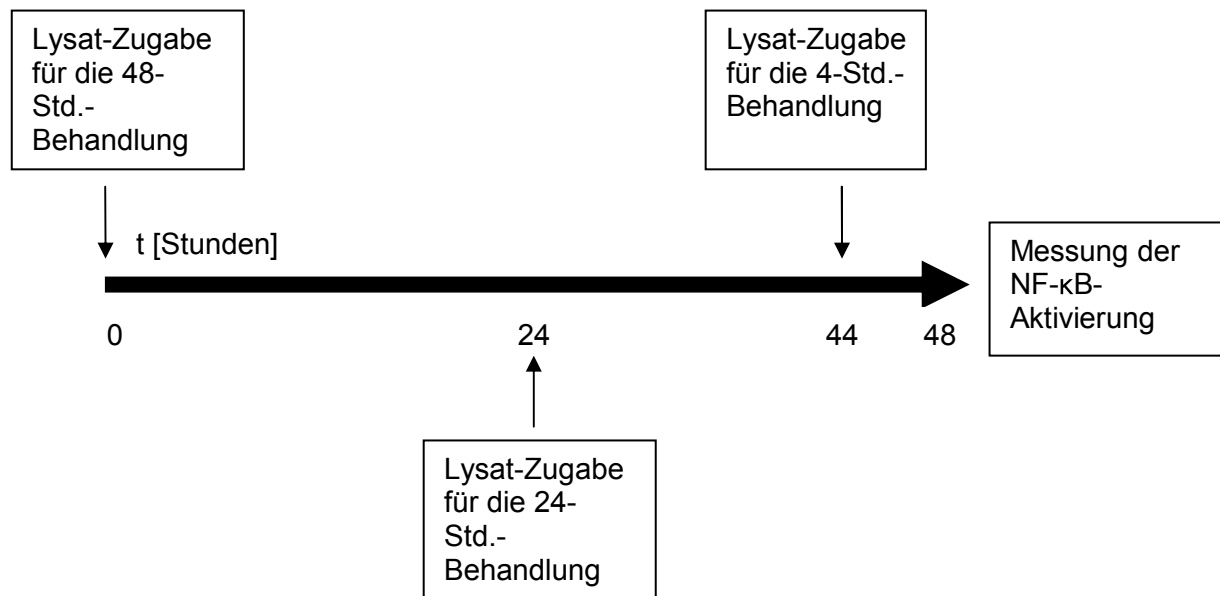 Lysat-Zugabe
für die 48-
Std.-
Behandlung
Lysat-Zugabe
für die 4-Std.-
Behandlung
t [Stunden]
Messung der
NF-κB-
Aktivierung
0
24
44
48
Lysat-Zugabe
für die 24-
Std.-
Behandlung